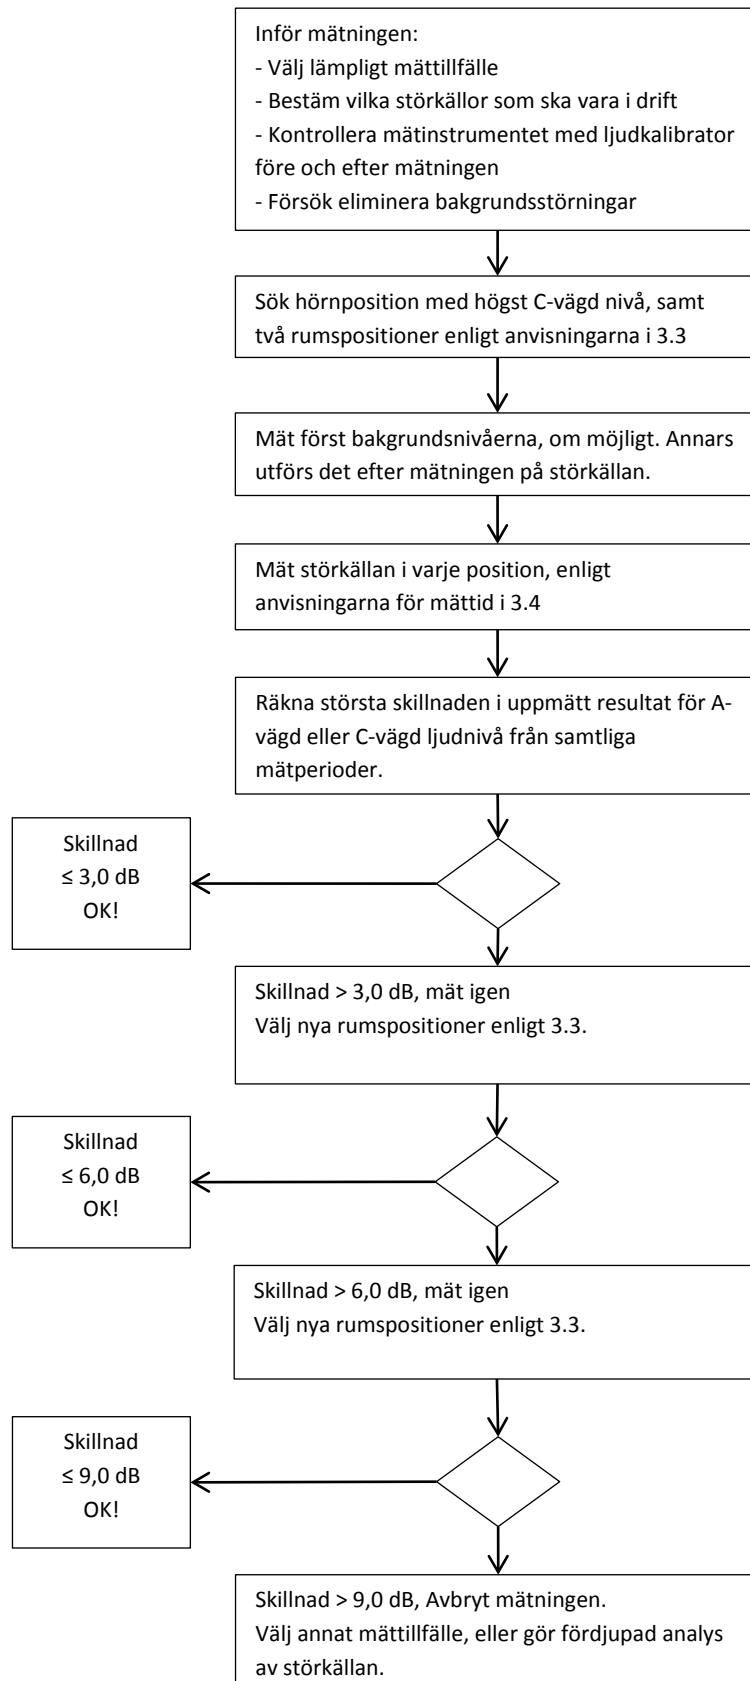 Inför mätningen:
- Välj lämpligt mättillfälle
- Bestäm vilka störkällor som ska vara i drift
- Kontrollera mätinstrumentet med ljudkalibrator
före och efter mätningen
- Försök eliminera bakgrundsstörningar
Sök hörnposition med högst C-vägd nivå, samt
två rumspositioner enligt anvisningarna i 3.3
Mät först bakgrundsnivåerna, om möjligt. Annars
utförs det efter mätningen på störkällan.
Mät störkällan i varje position, enligt
anvisningarna för mättid i 3.4
Räkna största skillnaden i uppmätt resultat för A-
vägd eller C-vägd ljudnivå från samtliga
mätperioder.
Skillnad
≤ 3,0 dB
OK!
Skillnad > 3,0 dB, mät igen
Välj nya rumspositioner enligt 3.3.
Skillnad
≤ 6,0 dB
OK!
Skillnad > 6,0 dB, mät igen
Välj nya rumspositioner enligt 3.3.
Skillnad
≤ 9,0 dB
OK!
Skillnad > 9,0 dB, Avbryt mätningen.
Välj annat mättillfälle, eller gör fördjupad analys
av störkällan.